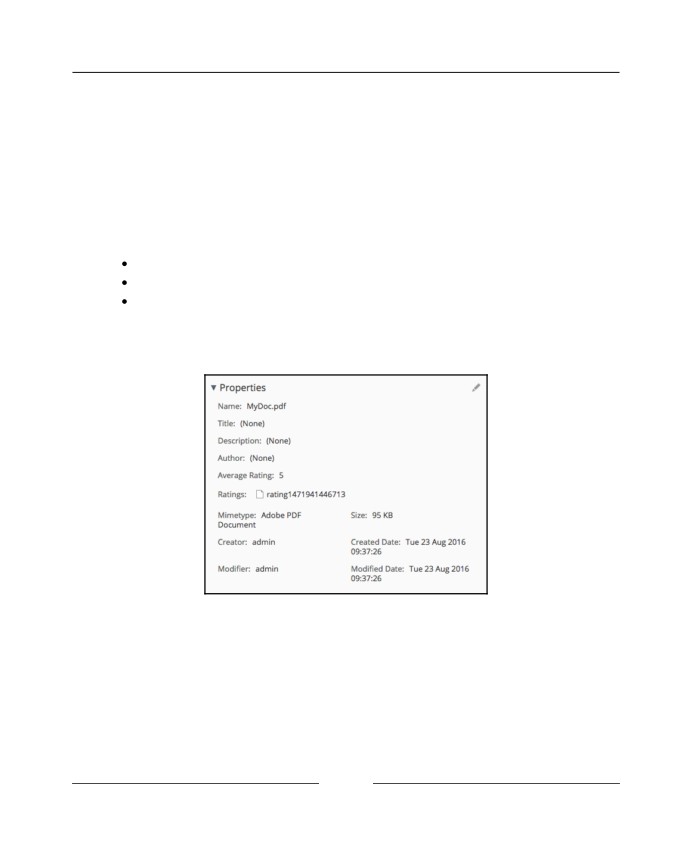 ▼ Properties
Name: MyDoc.pdf
Title: (None)
Description: (None)
Author: (None)
Average Rating: 5
Ratings: rating1471941446713
Mimetype: Adobe PDF Size: 95 KB
Document
Creator: admin Created Date: Tue 23 Aug 2016
09:37:26
Modifier: admin Modified Date: Tue 23 Aug 2016
09:37:26